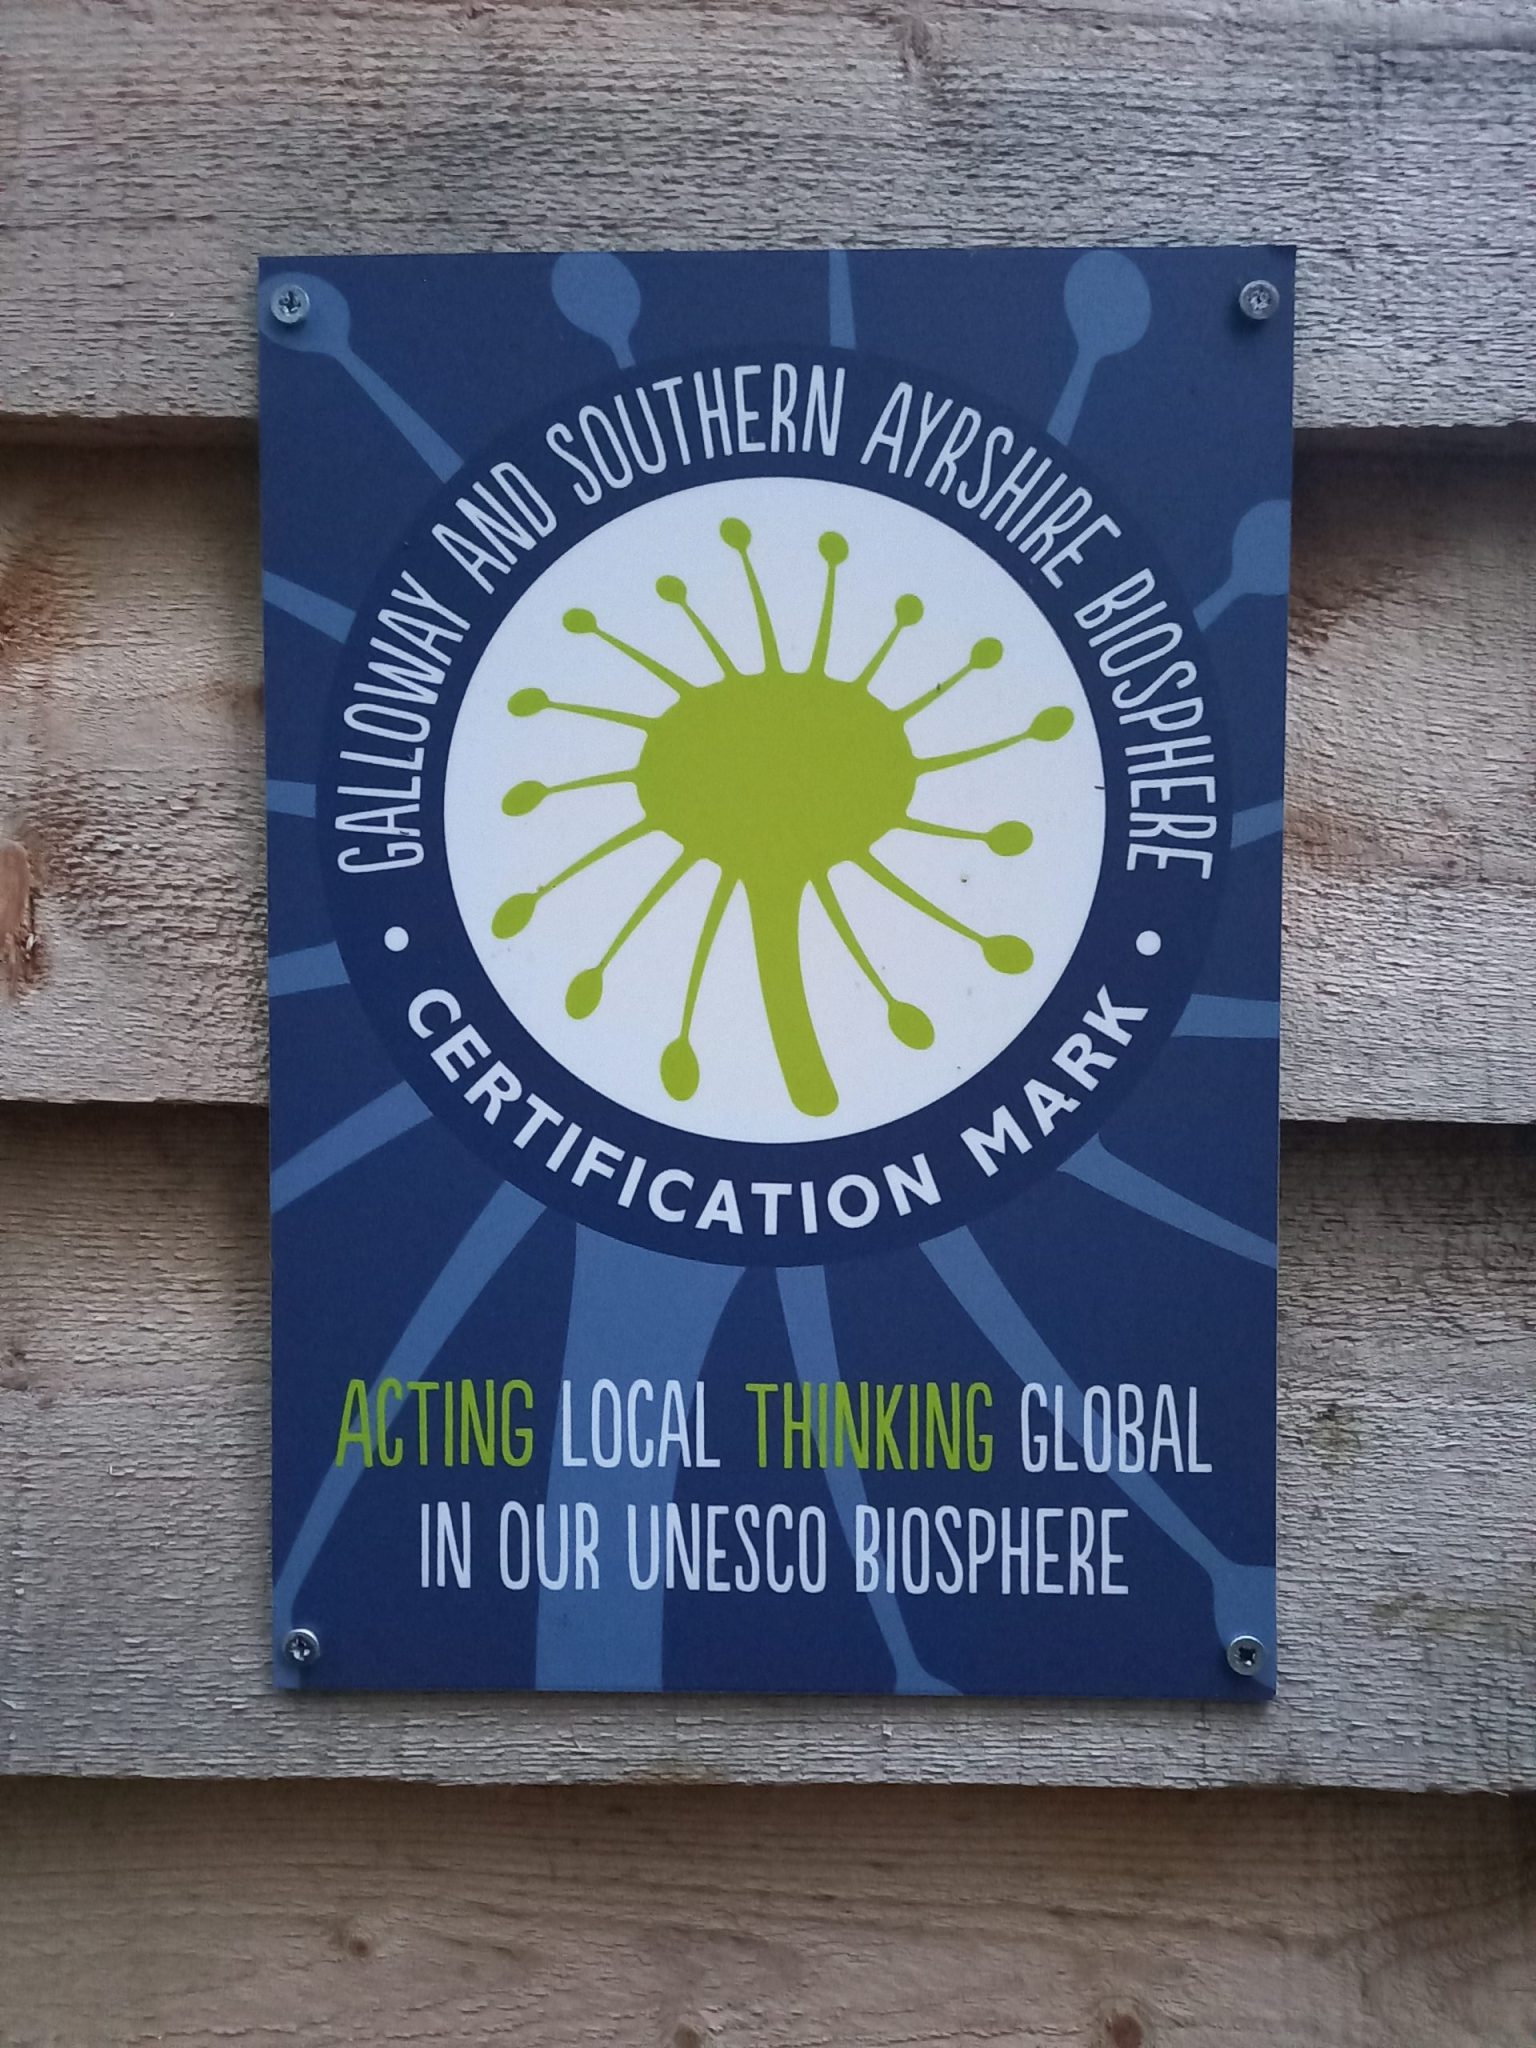 GALLOWAY AND SOUTHERN AYRSHIRE BIOSPHERE
• CERTIFICATION MARK •
ACTING LOCAL THINKING GLOBAL
IN OUR UNESCO BIOSPHERE